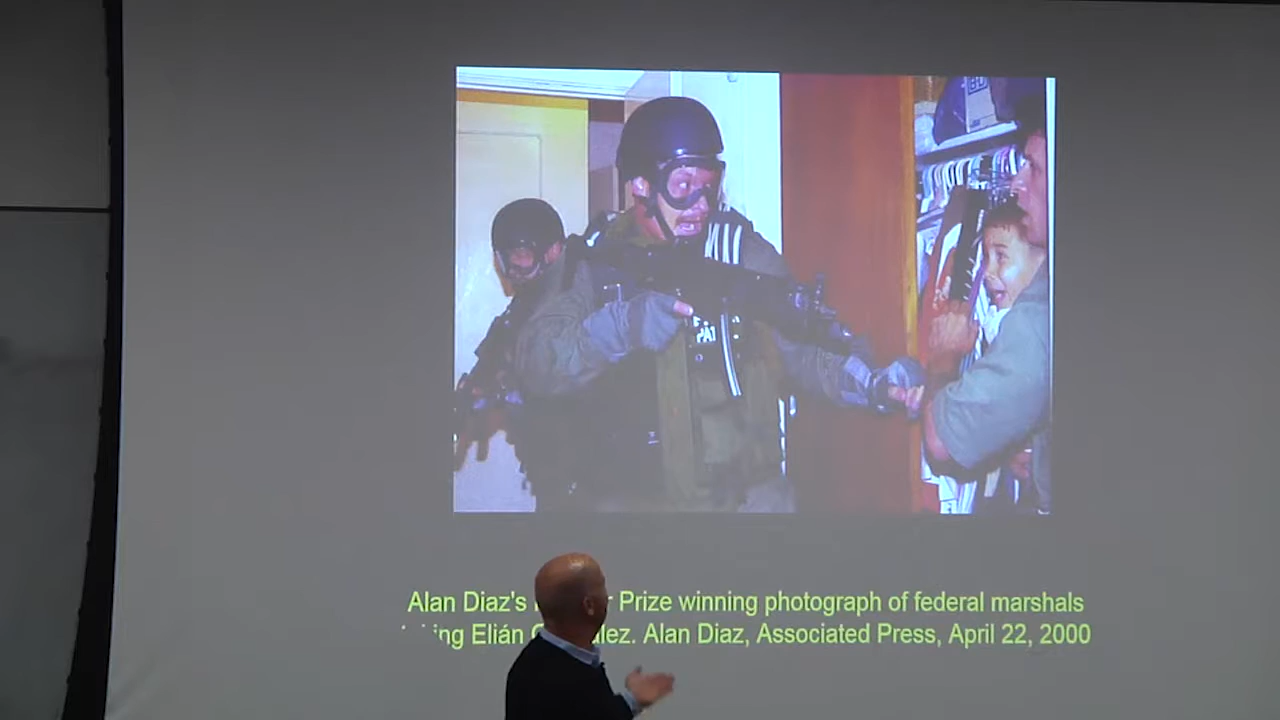 Alan Diaz's Prize winning photograph of federal marshals
Elián. Alan Diaz, Associated Press, April 22, 2000